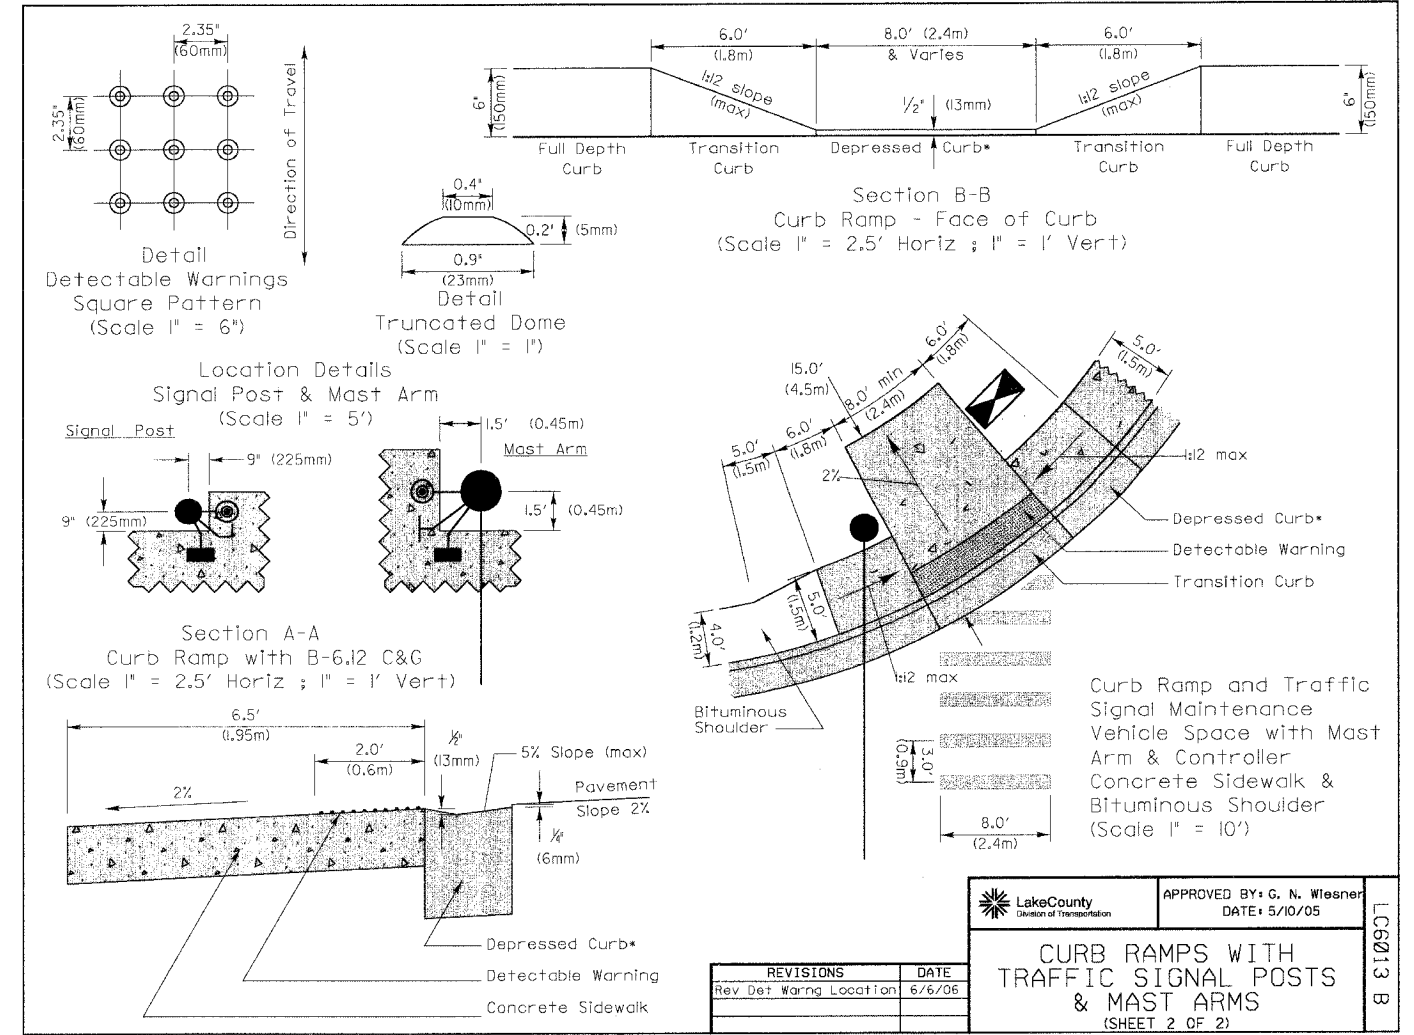 2.35"
(60mm)
2.35"
(60mm)
Direction of Travel
Detail
Detectable Warnings
Square Pattern
(Scale 1" = 6")
0.4"
(10mm)
0.2' (5mm)
0.9"
(23mm)
Detail
Truncated Dome
(Scale 1" = 1")
6.0'
(1.8m)
8.0' (2.4m)
& Varies
6.0'
(1.8m)
6"
(150mm)
1:12 slope
(max)
1/2" (13mm)
1:12 slope
(max)
6"
(150mm)
Full Depth
Curb
Transition
Curb
Depressed Curb*
Transition
Curb
Full Depth
Curb
Section B-B
Curb Ramp - Face of Curb
(Scale 1" = 2.5' Horiz ; 1" = 1' Vert)
Location Details
Signal Post & Mast Arm
(Scale 1" = 5')
Signal Post
9" (225mm)
9" (225mm)
1.5' (0.45m)
Mast Arm
1.5' (0.45m)
Section A-A
Curb Ramp with B-6.12 C&G
(Scale 1" = 2.5' Horiz ; 1" = 1' Vert)
6.5'
(1.95m)
2.0'
(0.6m)
1/2"
(13mm)
5% Slope (max)
Pavement
Slope 2%
2%
1/4"
(6mm)
Depressed Curb*
Detectable Warning
Concrete Sidewalk
15.0'
(4.5m)
6.0'
(1.8m)
8.0' min
(2.4m)
6.0'
(1.8m)
5.0'
(1.5m)
5.0'
(1.5m)
2%
1:12 max
Depressed Curb*
Detectable Warning
Transition Curb
5.0'
(1.5m)
4.0'
(1.2m)
1:12 max
Bituminous
Shoulder
3.0'
(0.9m)
8.0'
(2.4m)
Curb Ramp and Traffic
Signal Maintenance
Vehicle Space with Mast
Arm & Controller
Concrete Sidewalk &
Bituminous Shoulder
(Scale 1" = 10')
REVISIONS DATE
Rev Det Warng Location 6/6/06
LakeCounty
Division of Transportation
APPROVED BY: G. N. Wiesner
DATE: 5/10/05
CURB RAMPS WITH
TRAFFIC SIGNAL POSTS
& MAST ARMS
(SHEET 2 OF 2)
LC6013 B